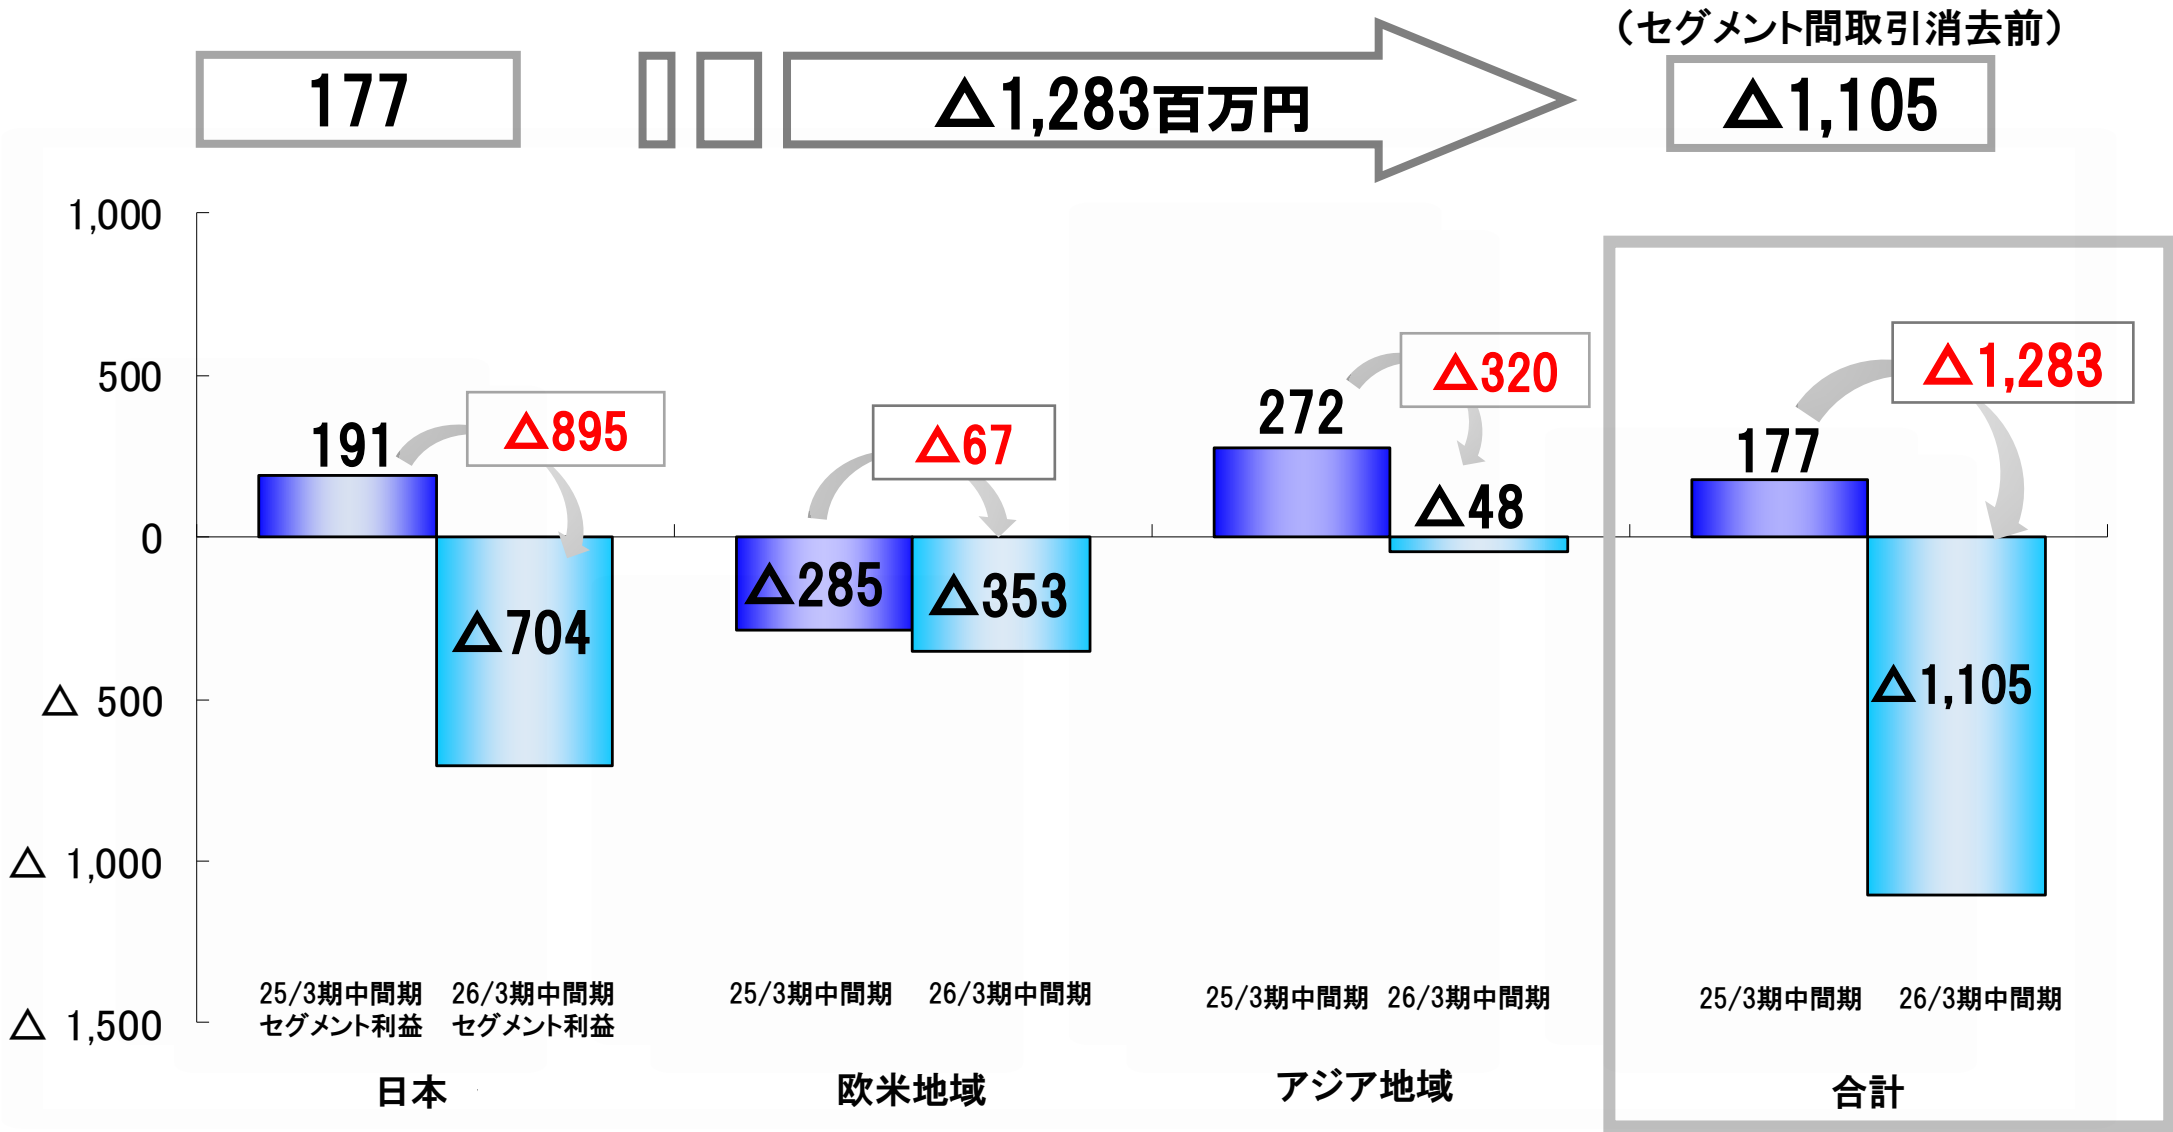 （セグメント間取引消去前）
177
△1,283百万円
△1,105
1,000
500
0
△ 500
△ 1,000
△ 1,500
191
△895
△704
△67
△285
△353
272
△320
△48
177
△1,283
△1,105
25/3期中間期
セグメント利益
26/3期中間期
セグメント利益
25/3期中間期
26/3期中間期
25/3期中間期
26/3期中間期
25/3期中間期
26/3期中間期
日本
欧米地域
アジア地域
合計